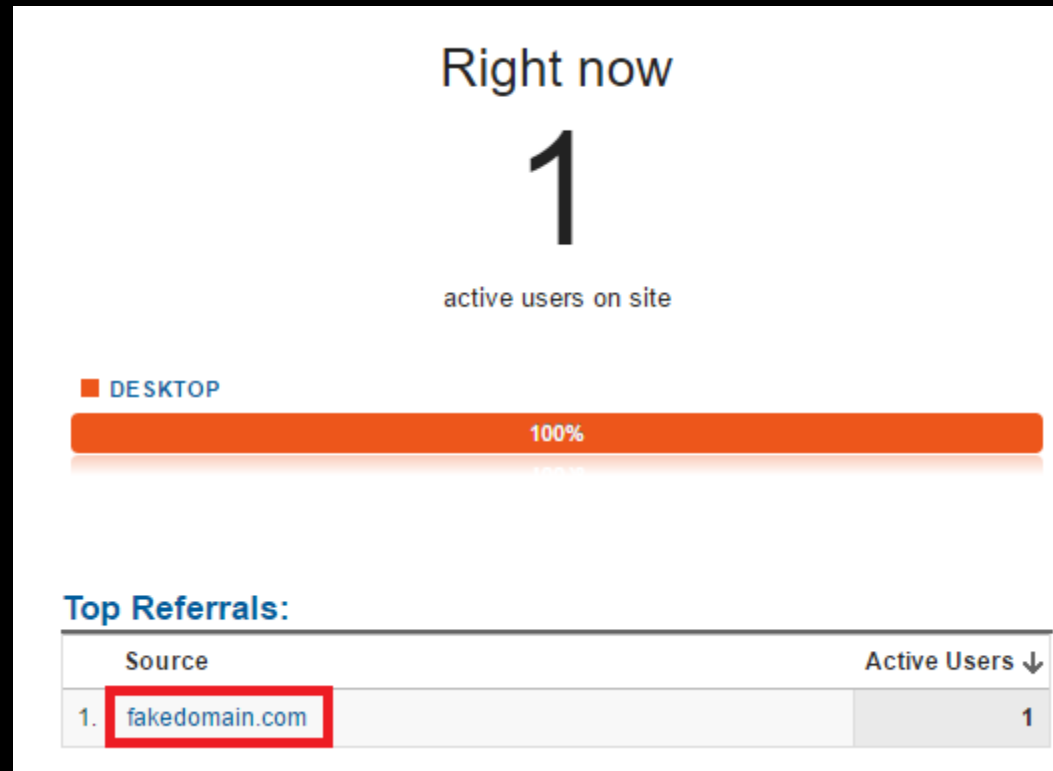 Right now
1
active users on site
DESKTOP
100%
Top Referrals:
Source Active Users
1. fakedomain.com 1